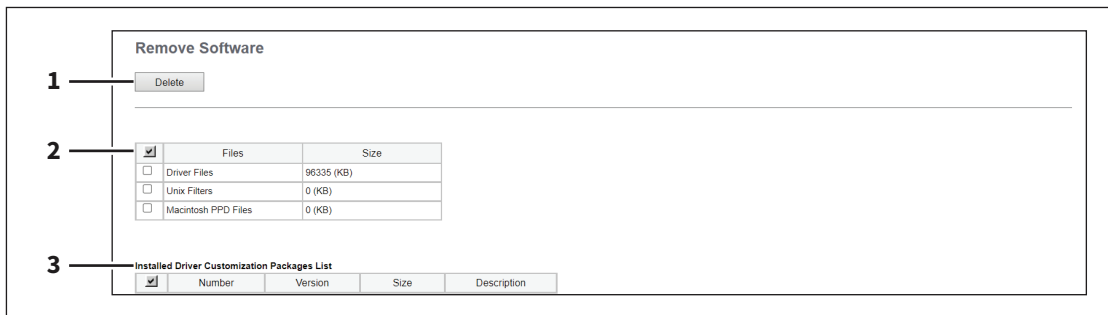 Remove Software
1
Delete
2
Files Size
Driver Files 96335 (KB)
Unix Filters 0 (KB)
Macintosh PPD Files 0 (KB)
3
Installed Driver Customization Packages List
Number Version Size Description